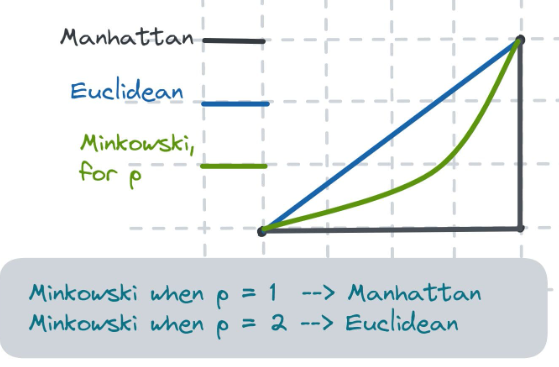 Manhattan
Euclidean
Minkowski,
for p
Minkowski when p = 1 --> Manhattan
Minkowski when p = 2 --> Euclidean